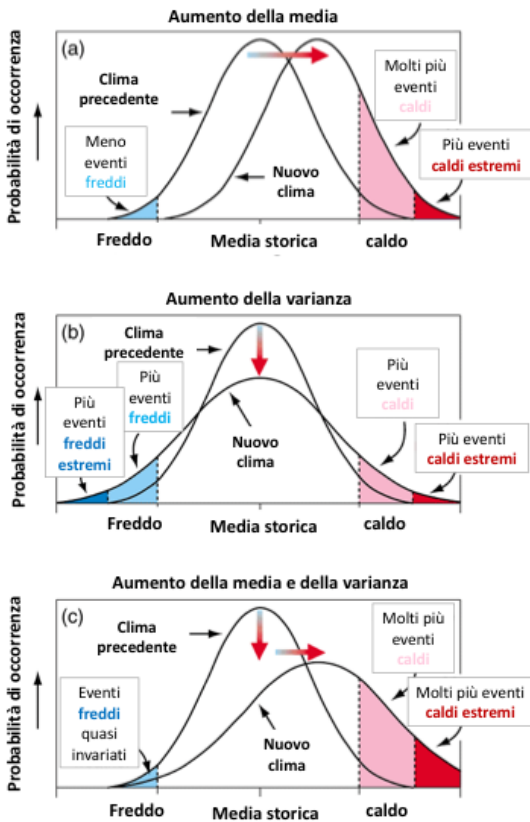 Aumento della media
(a)
Probabilità di occorrenza
Clima
precedente
Meno
eventi
freddi
Nuovo
clima
Molti più
eventi
caldi
Più eventi
caldi estremi
Freddo
Media storica
caldo
Aumento della varianza
(b)
Probabilità di occorrenza
Clima
precedente
Più
eventi
freddi
estremi
Più
eventi
freddi
Nuovo
clima
Più
eventi
caldi
Più eventi
caldi estremi
Freddo
Media storica
caldo
Aumento della media e della varianza
(c)
Probabilità di occorrenza
Clima
precedente
Eventi
freddi
quasi
invariati
Nuovo
clima
Molti più
eventi
caldi
Molti più eventi
caldi estremi
Freddo
Media storica
caldo